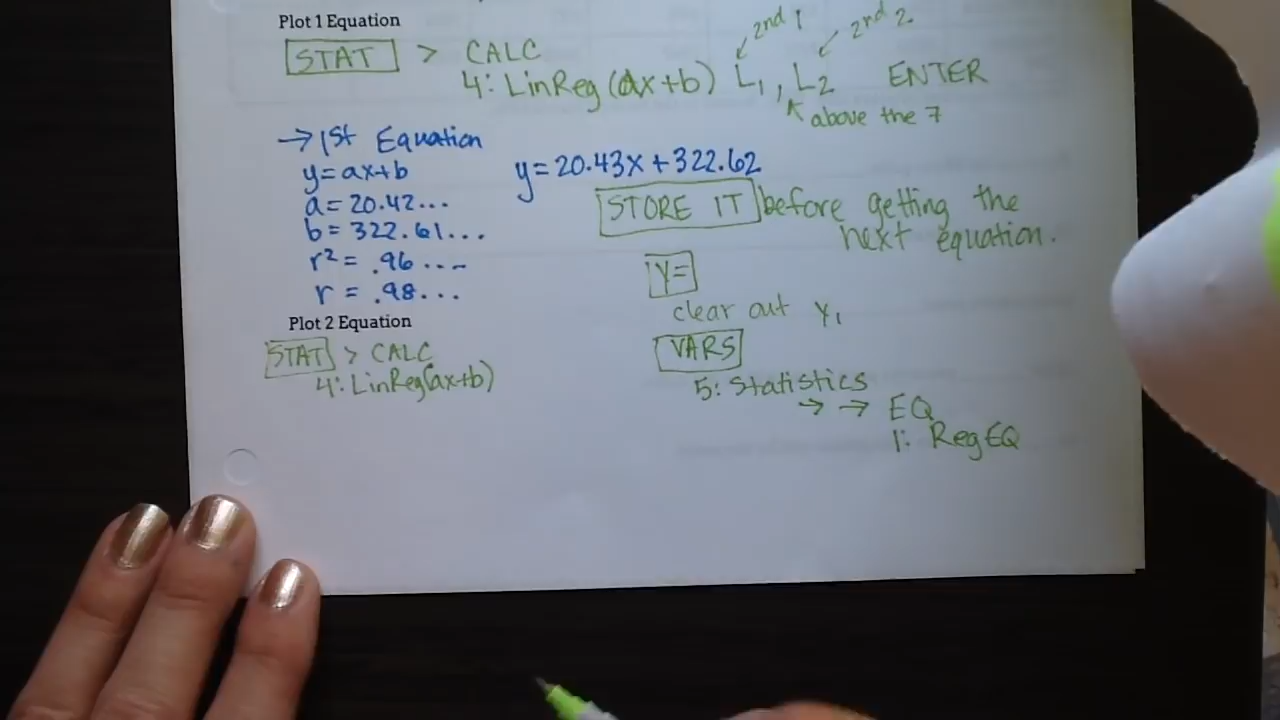 Plot 1 Equation
2nd 1
2nd 2
STAT > CALC
4: LinReg (ax+b) L1 , L2 ENTER
above the 7
→ 1st Equation
y=ax+b
a= 20.42...
b= 322.61...
r²= .96....
r = .98...
y=20.43x+322.62
STORE IT before getting the
next equation.
Y=
clear out Y1
VARS
5: Statistics
→ → EQ
1: RegEQ
Plot 2 Equation
STAT > CALC
4: LinReg(ax+b)